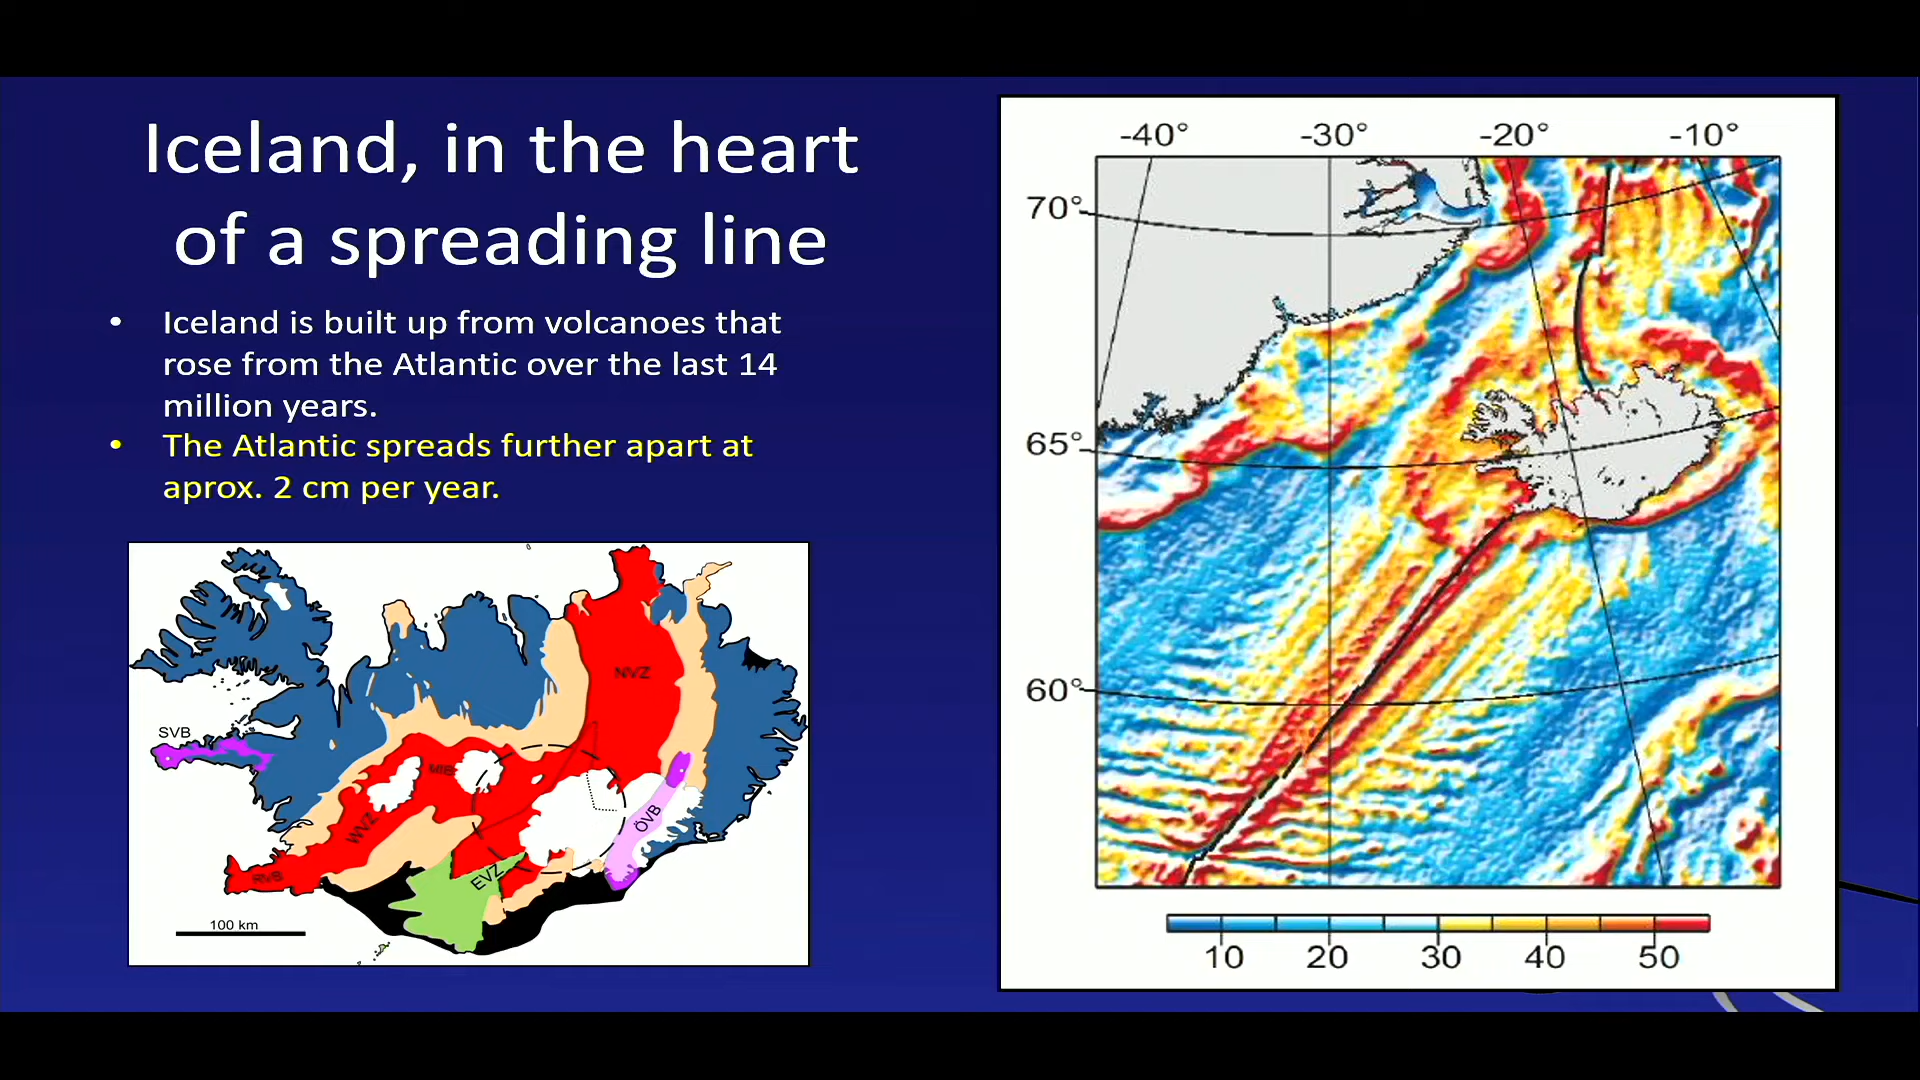 Iceland, in the heart
of a spreading line
• Iceland is built up from volcanoes that
rose from the Atlantic over the last 14
million years.
• The Atlantic spreads further apart at
aprox. 2 cm per year.
NVZ
SVB
MIB
WVZ
ÖVB
RVB
EVZ
100 km
-40° -30° -20° -10°
70°
65°
60°
10 20 30 40 50